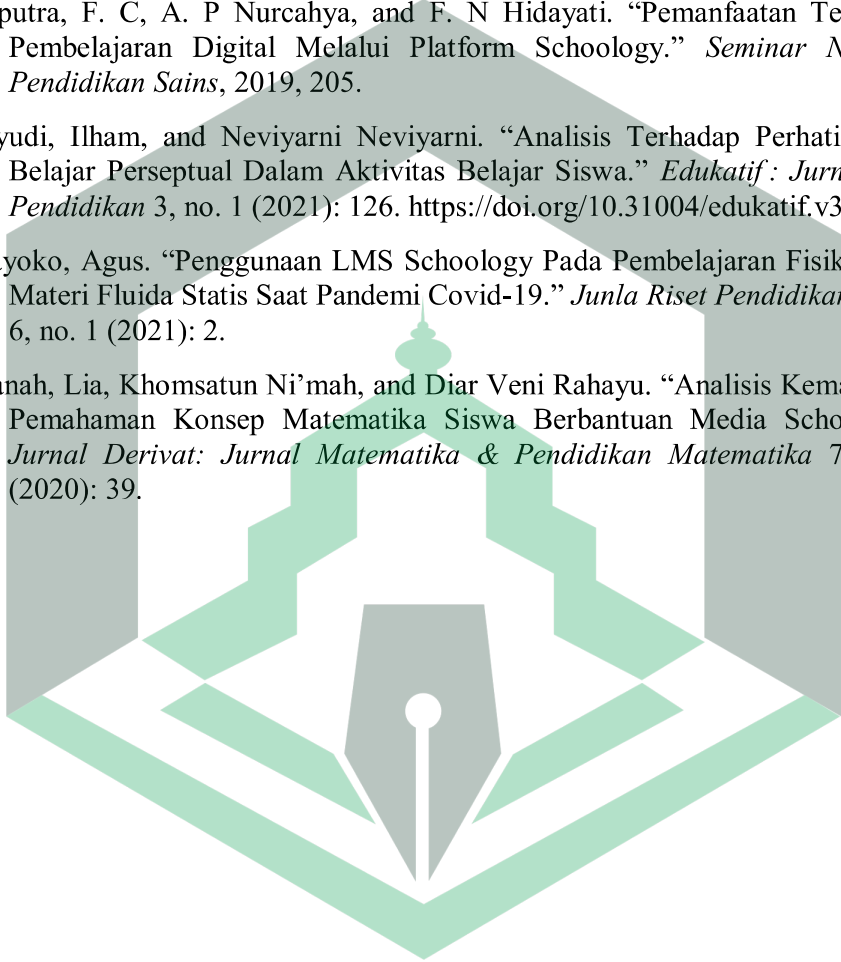 putra, F. C, A. P Nurcahya, and F. N Hidayati. “Pemanfaatan Te
Pembelajaran Digital Melalui Platform Schoology.” Seminar N
Pendidikan Sains, 2019, 205.
yudi, Ilham, and Neviyarni Neviyarni. “Analisis Terhadap Perhati
Belajar Perseptual Dalam Aktivitas Belajar Siswa.” Edukatif : Jurn
Pendidikan 3, no. 1 (2021): 126. https://doi.org/10.31004/edukatif.v3
yoko, Agus. “Penggunaan LMS Schoology Pada Pembelajaran Fisik
Materi Fluida Statis Saat Pandemi Covid-19.” Junla Riset Pendidikan
6, no. 1 (2021): 2.
anah, Lia, Khomsatun Ni’mah, and Diar Veni Rahayu. “Analisis Kema
Pemahaman Konsep Matematika Siswa Berbantuan Media Scho
Jurnal Derivat: Jurnal Matematika & Pendidikan Matematika 7
(2020): 39.